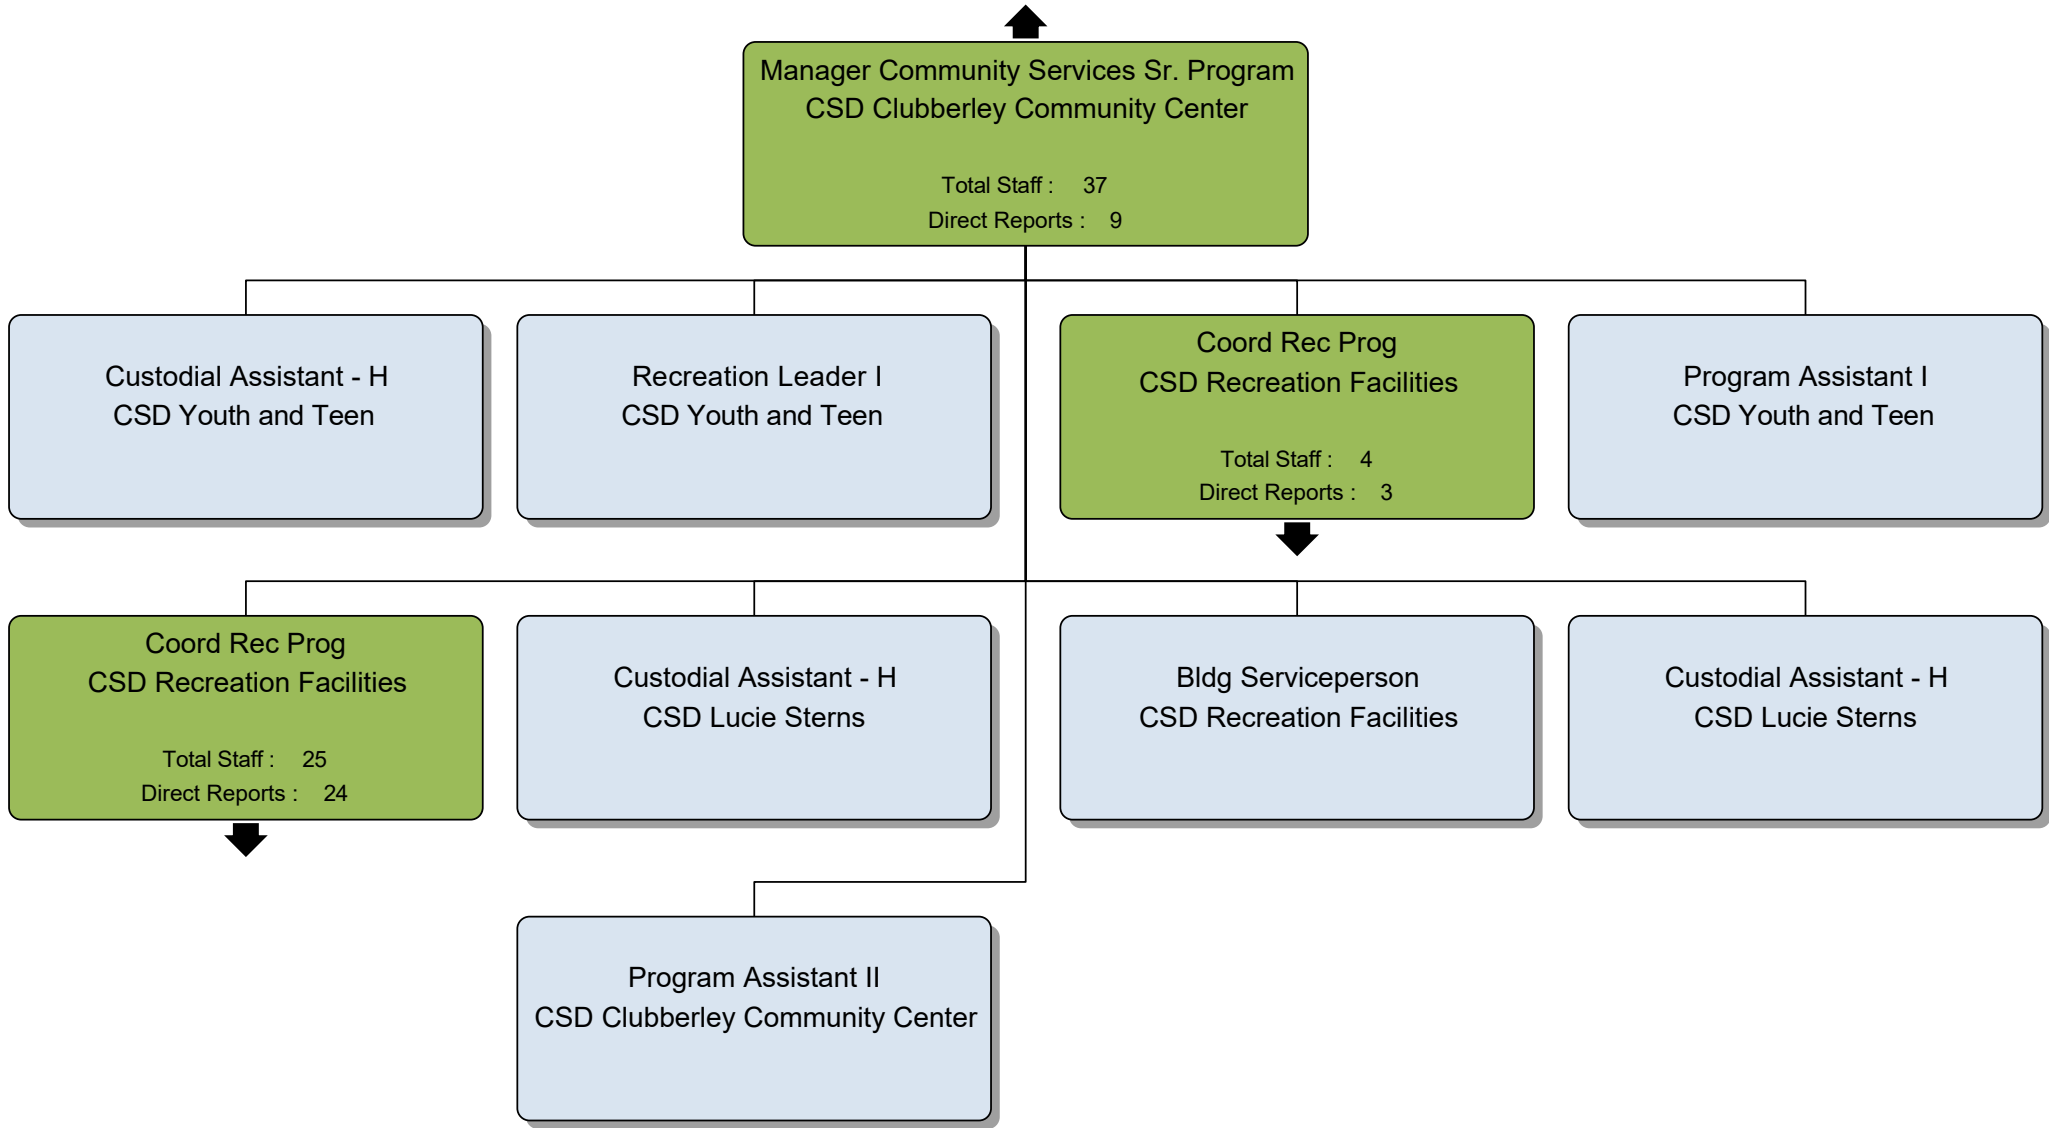 Manager Community Services Sr. Program
CSD Clubberley Community Center
Total Staff : 37
Direct Reports : 9
Custodial Assistant - H
CSD Youth and Teen
Recreation Leader I
CSD Youth and Teen
Coord Rec Prog
CSD Recreation Facilities
Total Staff : 4
Direct Reports : 3
Program Assistant I
CSD Youth and Teen
Coord Rec Prog
CSD Recreation Facilities
Total Staff : 25
Direct Reports : 24
Custodial Assistant - H
CSD Lucie Sterns
Bldg Serviceperson
CSD Recreation Facilities
Custodial Assistant - H
CSD Lucie Sterns
Program Assistant II
CSD Clubberley Community Center